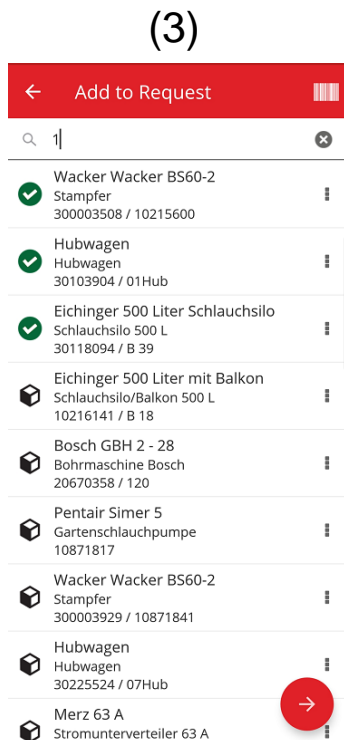 (3)
Add to Request
1
Wacker Wacker BS60-2
Stampfer
300003508 / 10215600
Hubwagen
Hubwagen
30103904 / 01Hub
Eichinger 500 Liter Schlauchsilo
Schlauchsilo 500 L
30118094 / B 39
Eichinger 500 Liter mit Balkon
Schlauchsilo/Balkon 500 L
10216141 / B 18
Bosch GBH 2 - 28
Bohrmaschine Bosch
20670358 / 120
Pentair Simer 5
Gartenschlauchpumpe
10871817
Wacker Wacker BS60-2
Stampfer
300003929 / 10871841
Hubwagen
Hubwagen
30225524 / 07Hub
Merz 63 A
Stromunterverteiler 63 A